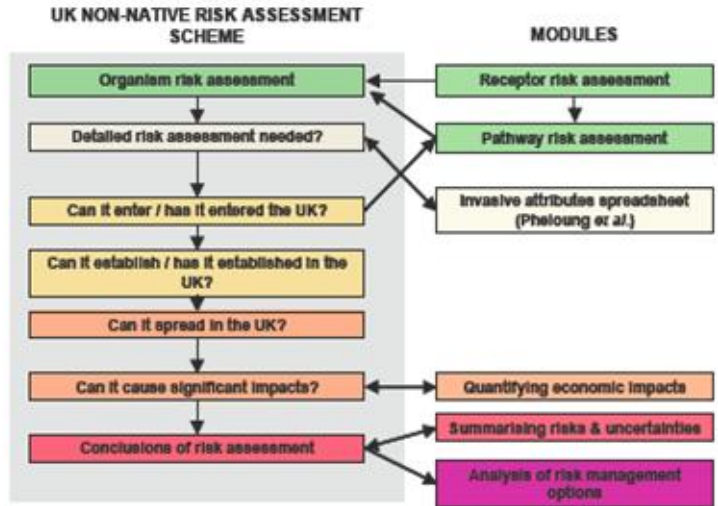 UK NON-NATIVE RISK ASSESSMENT
SCHEME
MODULES
Organism risk assessment
Receptor risk assessment
Detailed risk assessment needed?
Pathway risk assessment
Can it enter / has it entered the UK?
Invasive attributes spreadsheet
(Pheloung et al.)
Can it establish / has it established in the
UK?
Can it spread in the UK?
Can it cause significant impacts?
Quantifying economic impacts
Conclusions of risk assessment
Summarising risks & uncertainties
Analysis of risk management
options